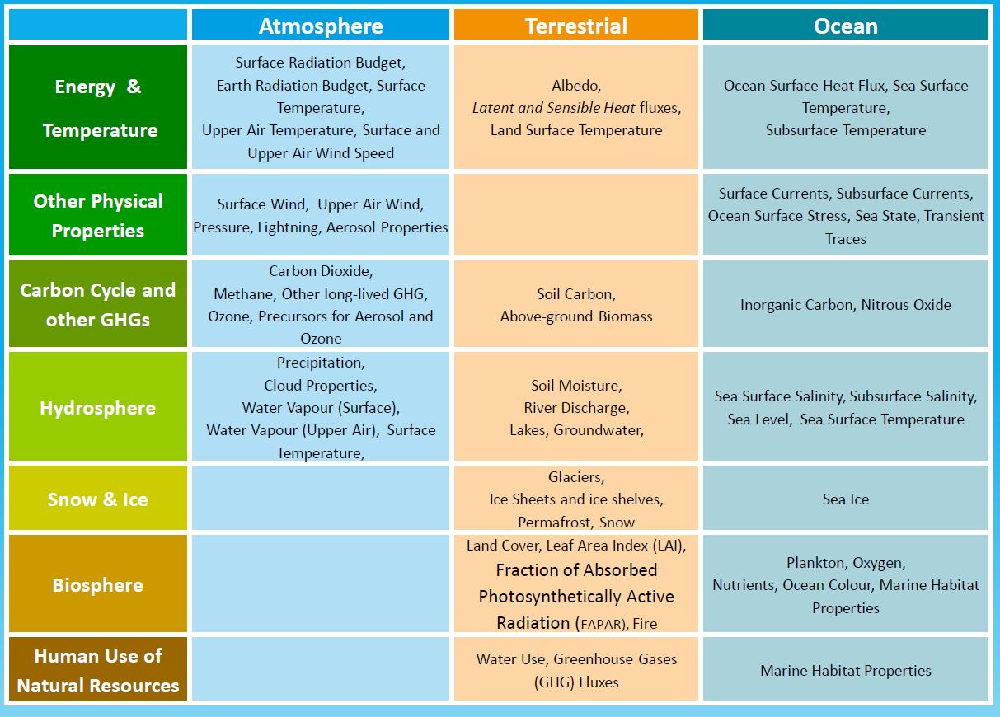 Atmosphere
Terrestrial
Ocean
Energy &
Temperature
Surface Radiation Budget,
Earth Radiation Budget, Surface
Temperature,
Upper Air Temperature, Surface and
Upper Air Wind Speed
Albedo,
Latent and Sensible Heat fluxes,
Land Surface Temperature
Ocean Surface Heat Flux, Sea Surface
Temperature,
Subsurface Temperature
Other Physical
Properties
Surface Wind, Upper Air Wind,
Pressure, Lightning, Aerosol Properties
Surface Currents, Subsurface Currents,
Ocean Surface Stress, Sea State, Transient
Traces
Carbon Cycle and
other GHGs
Carbon Dioxide,
Methane, Other long-lived GHG,
Ozone, Precursors for Aerosol and
Ozone
Soil Carbon,
Above-ground Biomass
Inorganic Carbon, Nitrous Oxide
Hydrosphere
Precipitation,
Cloud Properties,
Water Vapour (Surface),
Water Vapour (Upper Air), Surface
Temperature,
Soil Moisture,
River Discharge,
Lakes, Groundwater,
Sea Surface Salinity, Subsurface Salinity,
Sea Level, Sea Surface Temperature
Snow & Ice
Glaciers,
Ice Sheets and ice shelves,
Permafrost, Snow
Sea Ice
Biosphere
Land Cover, Leaf Area Index (LAI),
Fraction of Absorbed
Photosynthetically Active
Radiation (FAPAR), Fire
Plankton, Oxygen,
Nutrients, Ocean Colour, Marine Habitat
Properties
Human Use of
Natural Resources
Water Use, Greenhouse Gases
(GHG) Fluxes
Marine Habitat Properties